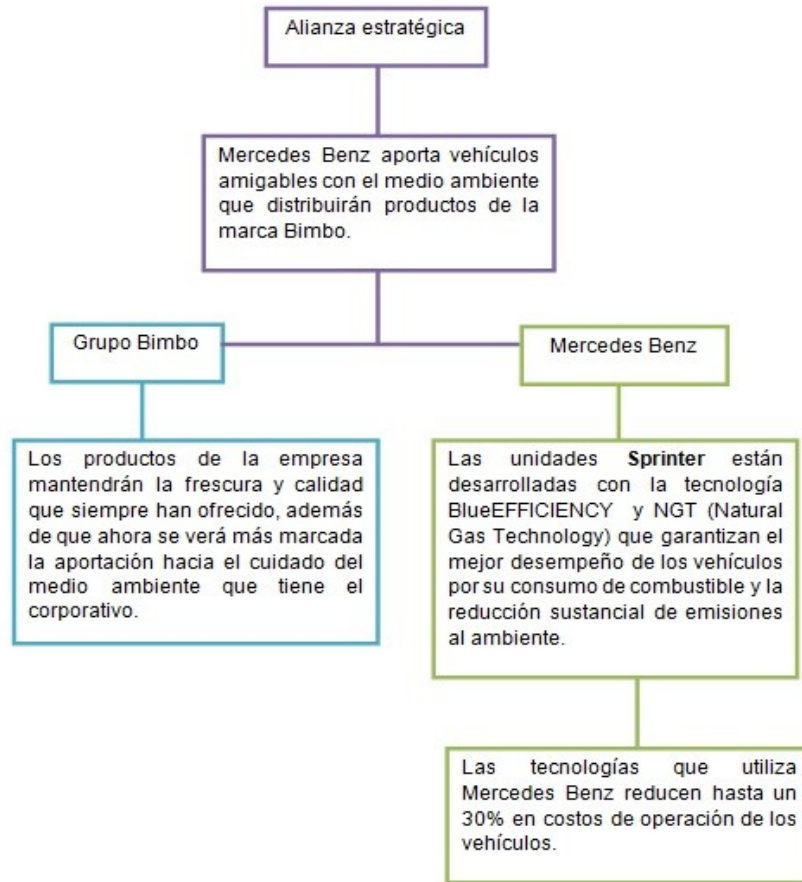 Alianza estratégica
Mercedes Benz aporta vehículos
amigables con el medio ambiente
que distribuirán productos de la
marca Bimbo.
Grupo Bimbo
Mercedes Benz
Los productos de la empresa
mantendrán la frescura y calidad
que siempre han ofrecido, además
de que ahora se verá más marcada
la aportación hacia el cuidado del
medio ambiente que tiene el
corporativo.
Las unidades Sprinter están
desarrolladas con la tecnología
BlueEFFICIENCY y NGT (Natural
Gas Technology) que garantizan el
mejor desempeño de los vehículos
por su consumo de combustible y la
reducción sustancial de emisiones
al ambiente.
Las tecnologías que utiliza
Mercedes Benz reducen hasta un
30% en costos de operación de los
vehículos.